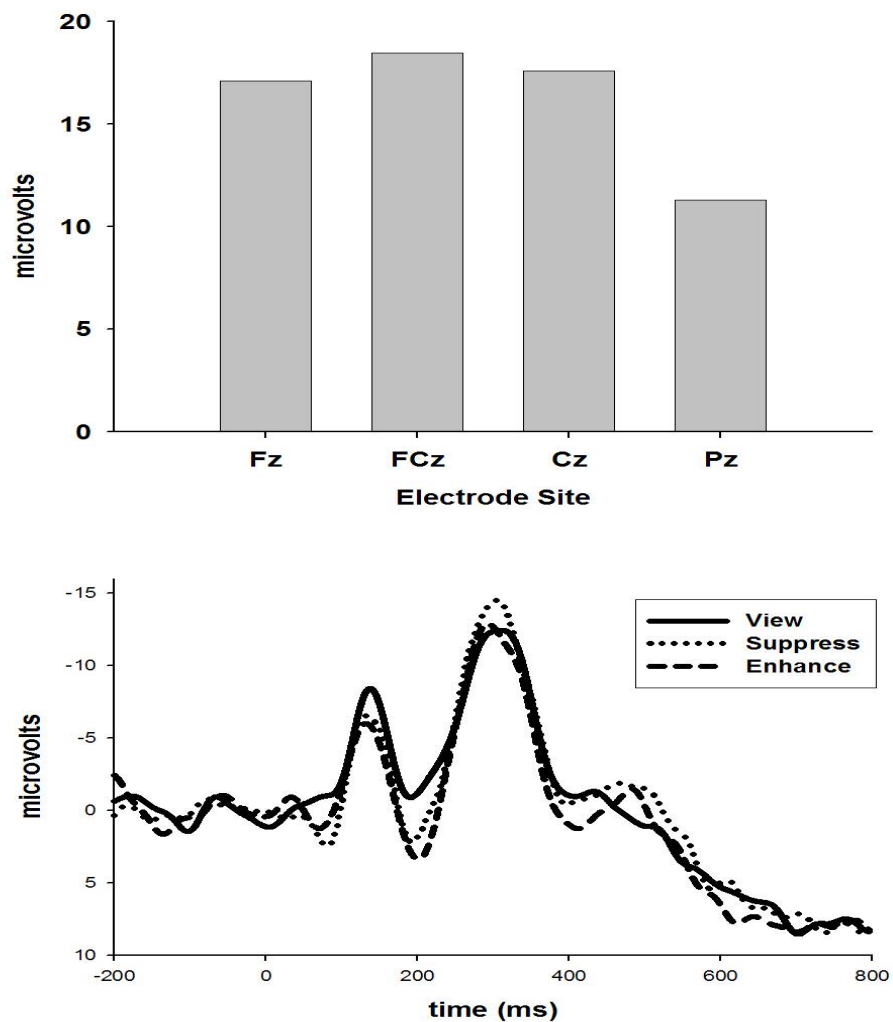 20
15
10
5
0
microvolts
Fz FCz Cz Pz
Electrode Site
-15
-10
-5
0
5
10
microvolts
View
Suppress
Enhance
-200 0 200 400 600 800
time (ms)